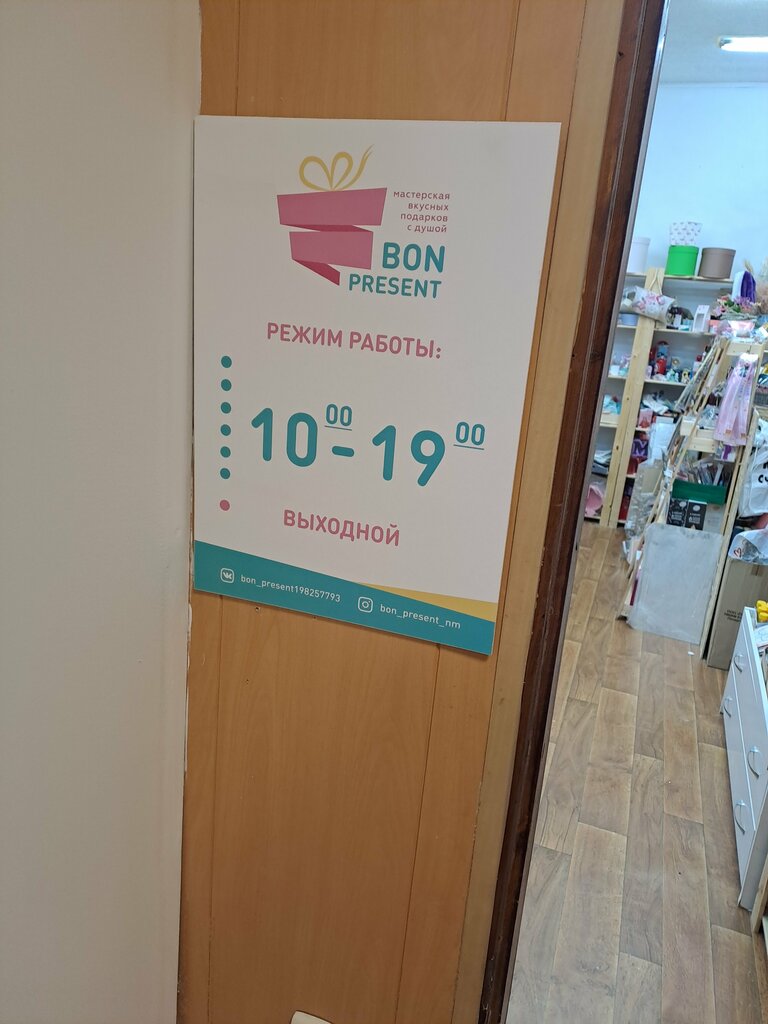 мастерская
вкусных
подарков
с душой
BON
PRESENT
РЕЖИМ РАБОТЫ:
10 00 - 19 00
ВЫХОДНОЙ
bon_present198257793
bon_present_nm